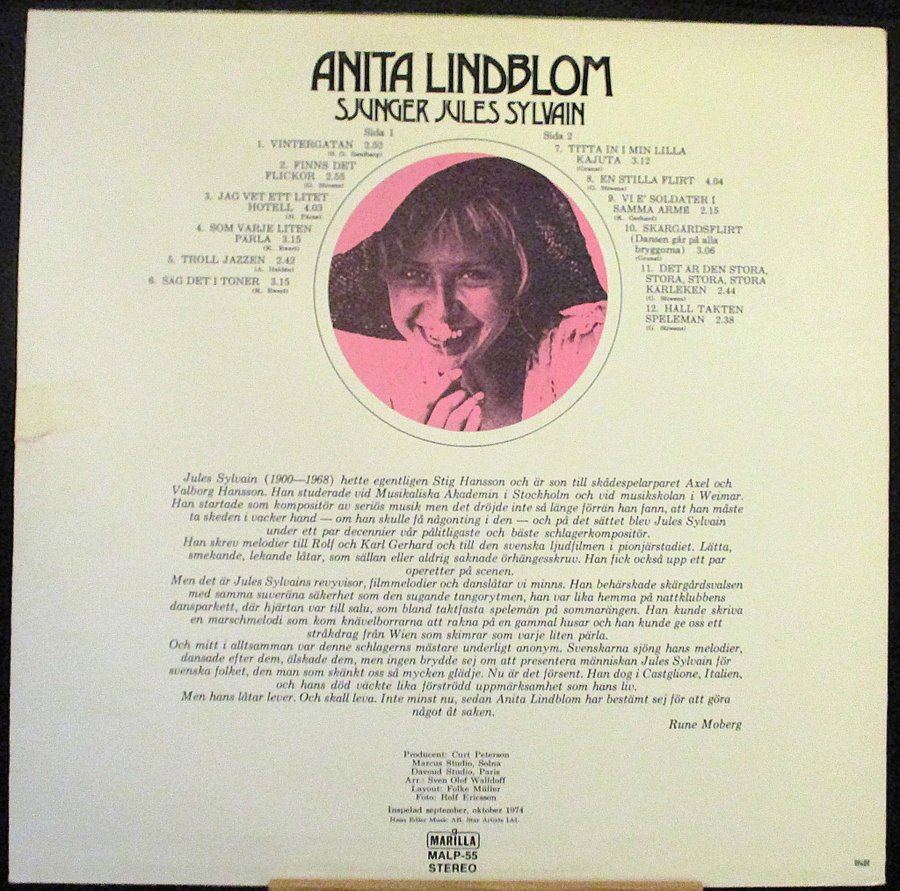 ANITA LINDBLOM
SJUNGER JULES SYLVAIN
Sida 1
1. VINTERGATAN 2.52
2. FINNS DET
FLICKOR 2.55
3. JAG VET ETT LITET
HOTELL 4.03
4. SOM VARJE LITEN
PÄRLA 3.15
(K. Ewert)
5. TROLL JAZZEN 2.42
6. SÄG DET I TONER 3.15
(K. Ewert)
Sida 2
7. TITTA IN I MIN LILLA
KAJUTA 3.12
(Granat)
8. EN STILLA FLIRT 4.04
9. VI E' SOLDATER I
SAMMA ARMÉ 2.15
(K. Gerhard)
10. SKÄRGÅRDSFLIRT
(Dansen går på alla
bryggorna) 3.06
(Granat)
11. DET ÄR DEN STORA,
STORA, STORA, STORA
KÄRLEKEN 2.44
12. HÅLL TAKTEN
SPELEMAN 2.38
Jules Sylvain (1900—1968) hette egentligen Stig Hansson och är son till skådespelarparet Axel och
Valborg Hansson. Han studerade vid Musikaliska Akademin i Stockholm och vid musikskolan i Weimar.
Han startade som kompositör av seriös musik men det dröjde inte så länge förrän han fann, att han måste
ta skeden i vacker hand — om han skulle få någonting i den — och på det sättet blev Jules Sylvain
under ett par decennier vår pålitligaste och bäste schlagerkompositör.
Han skrev melodier till Rolf och Karl Gerhard och till den svenska ljudfilmen i pionjärstadiet. Lätta,
smekande, lekande låtar, som sällan eller aldrig saknade örhängesskruv. Han fick också upp ett par
operetter på scenen.
Men det är Jules Sylvains revyvisor, filmmelodier och danslåtar vi minns. Han behärskade skärgårdsvalsen
med samma suveräna säkerhet som den sugande tangorytmen, han var lika hemma på nattklubbens
dansparkett, där hjärtan var till salu, som bland taktfasta spelemän på sommarängen. Han kunde skriva
en marschmelodi som kom knävelborrarna att rakna på en gammal husar och han kunde ge oss ett
stråkdrag från Wien som skimrar som varje liten pärla.
Och mitt i alltsamman var denne schlagerns mästare underligt anonym. Svenskarna sjöng hans melodier,
dansade efter dem, älskade dem, men ingen brydde sej om att presentera människan Jules Sylvain för
svenska folket, den man som skänkt oss så mycken glädje. Nu är det försent. Han dog i Castglione, Italien,
och hans död väckte lika förströdd uppmärksamhet som hans liv.
Men hans låtar lever. Och skall leva. Inte minst nu, sedan Anita Lindblom har bestämt sej för att göra
något åt saken.
Rune Moberg
Producent: Curt Peterson
Marcus Studio, Solna
Davoud Studio, Paris
Arr.: Sven Olof Walldoff
Layout: Folke Müller
Foto: Rolf Ericsson
Inspelad september, oktober 1974
Hans Edler Music AB, Star Artists Ltd.
MARILLA
MALP-55
STEREO